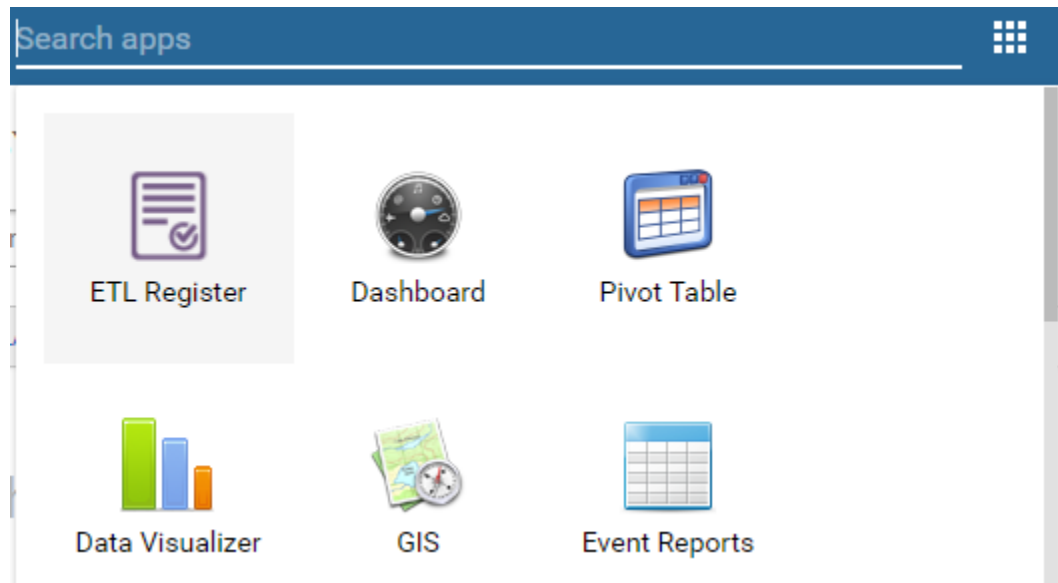 Search apps
ETL Register
Dashboard
Pivot Table
Data Visualizer
GIS
Event Reports